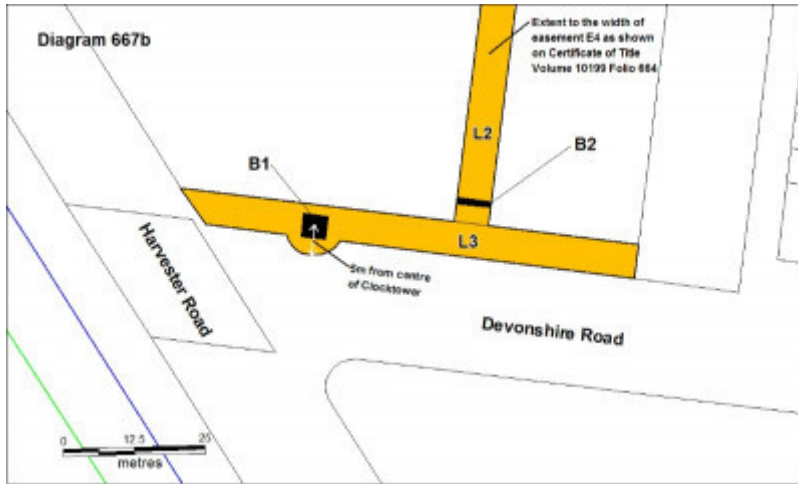 Diagram 667b
Extent to the width of
easement E4 as shown
on Certificate of Title
Volume 10199 Folio 664
L2
B2
B1
L3
5m from centre
of Clocktower
Harvester Road
Devonshire Road
0 12.5 25
metres